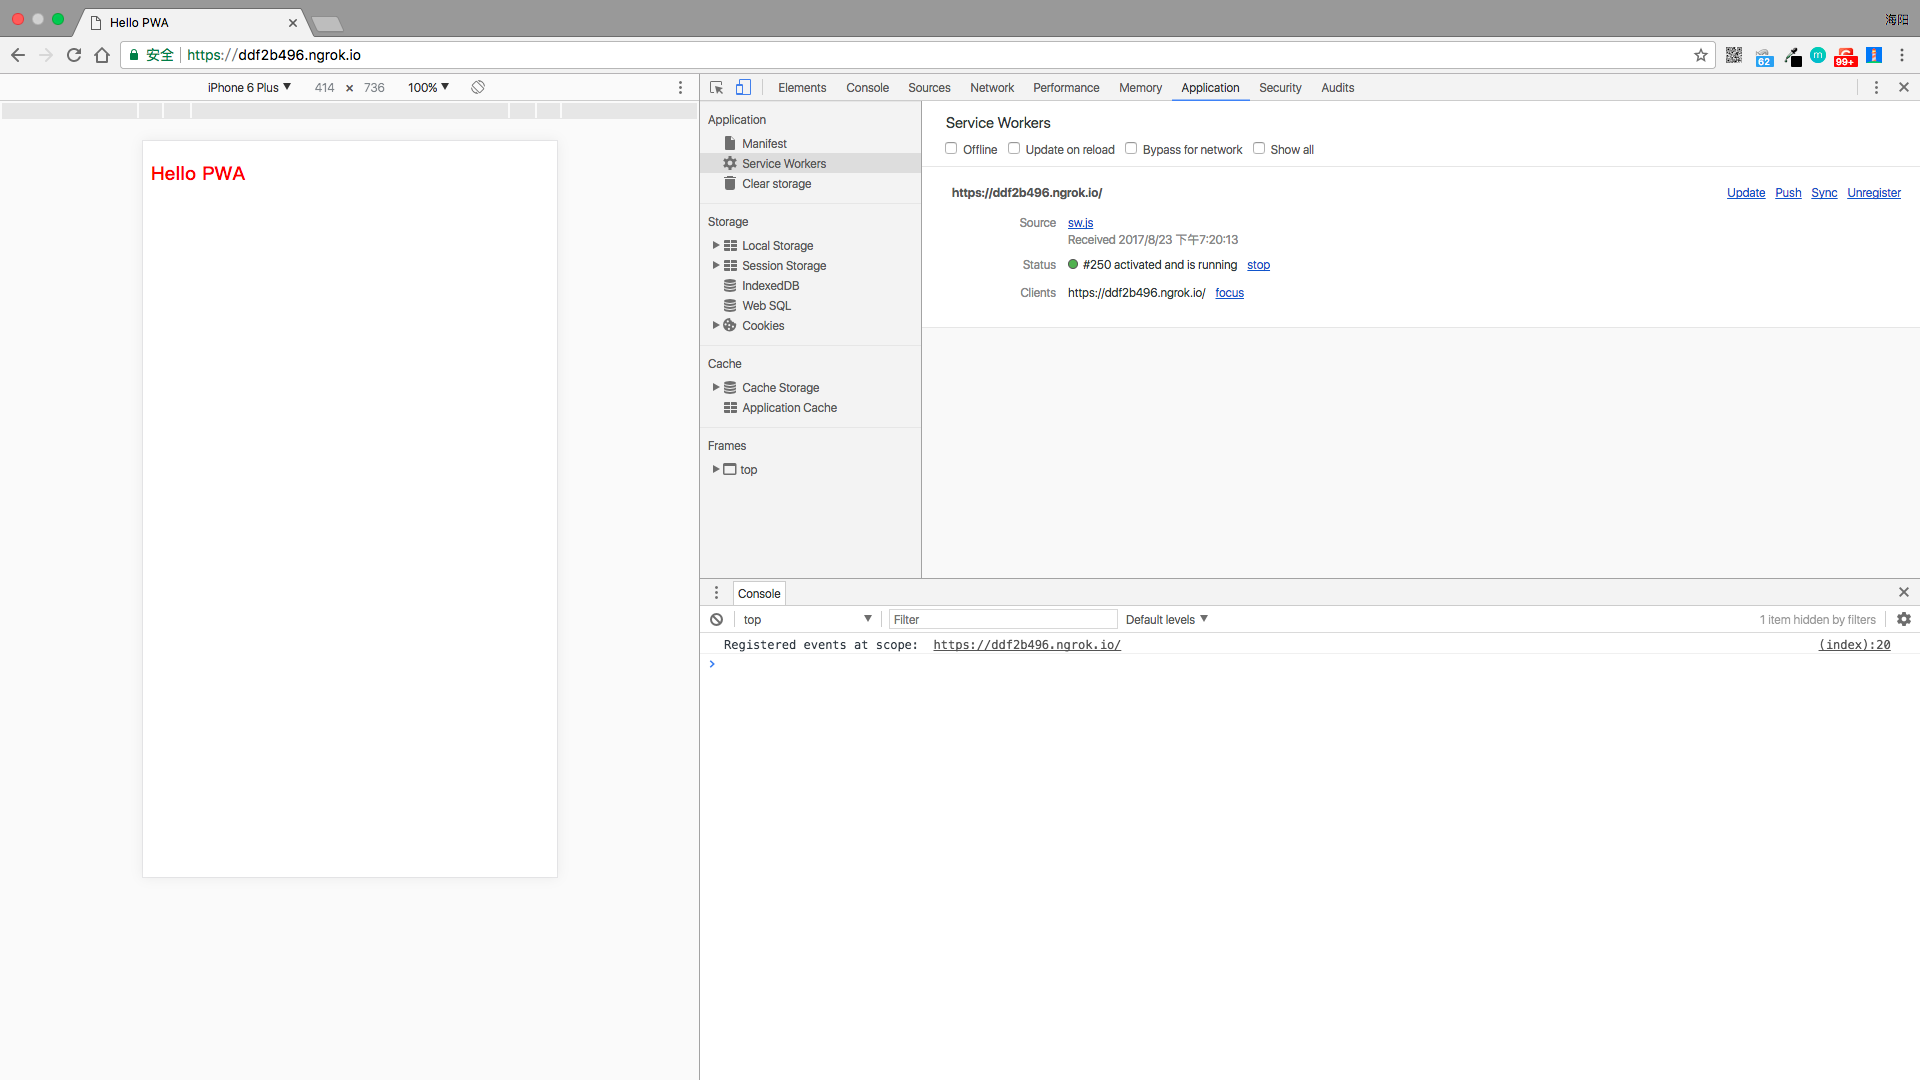 Hello PWA
海阳
安全 https://ddf2b496.ngrok.io
62
m
99+
iPhone 6 Plus ▼ 414 × 736 100% ▼
Elements Console Sources Network Performance Memory Application Security Audits
Hello PWA
Application
Manifest
Service Workers
Clear storage
Storage
Local Storage
Session Storage
IndexedDB
Web SQL
Cookies
Cache
Cache Storage
Application Cache
Frames
top
Service Workers
Offline Update on reload Bypass for network Show all
https://ddf2b496.ngrok.io/ Update Push Sync Unregister
Source sw.js
Received 2017/8/23 下午7:20:13
Status #250 activated and is running stop
Clients https://ddf2b496.ngrok.io/ focus
Console
top ▼ Filter Default levels ▼ 1 item hidden by filters
Registered events at scope: https://ddf2b496.ngrok.io/ (index):20